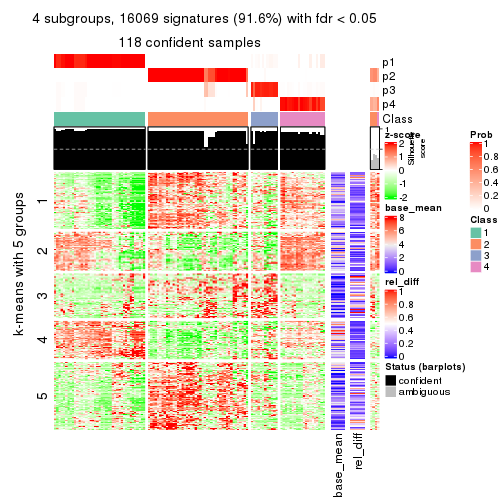 4 subgroups, 16069 signatures (91.6%) with fdr < 0.05
118 confident samples
p1
p2
p3
p4
Class
1
Silhouette
score
k-means with 5 groups
1
2
3
4
5
base_mean
rel_diff
z-score
2
1
0
-1
-2
base_mean
8
6
4
2
0
rel_diff
1
0.8
0.6
0.4
0.2
0
Status (barplots)
confident
ambiguous
Prob
1
0.8
0.6
0.4
0.2
0
Class
1
2
3
4